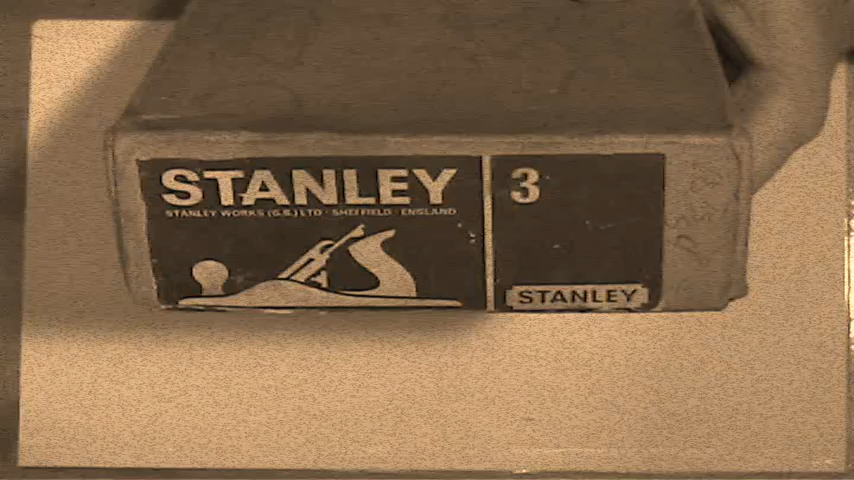 STANLEY
STANLEY WORKS (G.B.) LTD · SHEFFIELD · ENGLAND
3
STANLEY